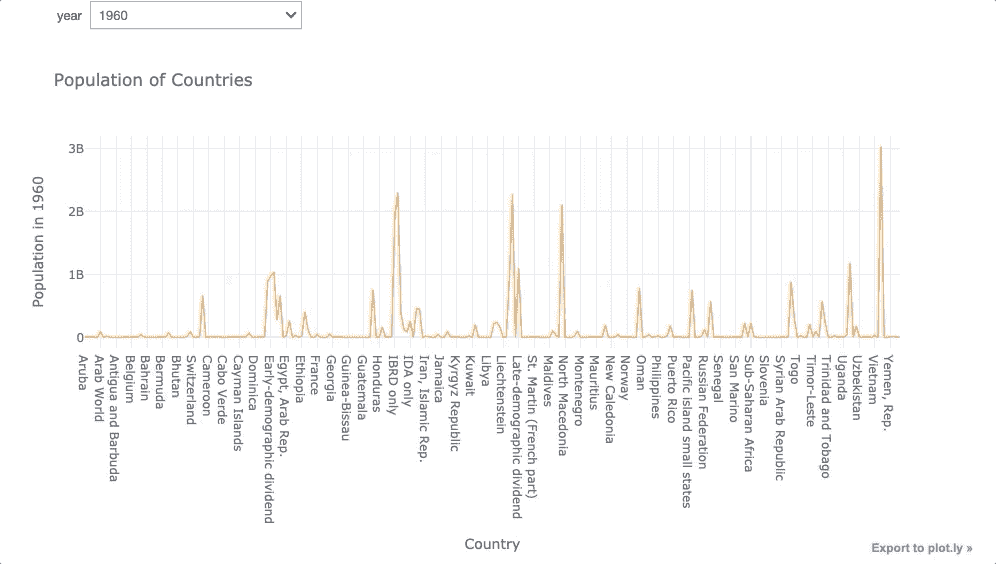 year 1960
Population of Countries
3B
2B
1B
0
Population in 1960
Aruba
Arab World
Antigua and Barbuda
Belgium
Bahrain
Bermuda
Bhutan
Switzerland
Cameroon
Cabo Verde
Cayman Islands
Dominica
Early-demographic dividend
Egypt, Arab Rep.
Ethiopia
France
Georgia
Guinea-Bissau
Guatemala
Honduras
IBRD only
IDA only
Iran, Islamic Rep.
Jamaica
Kyrgyz Republic
Kuwait
Libya
Liechtenstein
Late-demographic dividend
St. Martin (French part)
Maldives
North Macedonia
Montenegro
Mauritius
New Caledonia
Norway
Philippines
Puerto Rico
Pacific island small states
Russian Federation
Senegal
San Marino
Sub-Saharan Africa
Slovenia
Syrian Arab Republic
Togo
Timor-Leste
Trinidad and Tobago
Uganda
Uzbekistan
Vietnam
Yemen, Rep.
Country
Export to plot.ly »